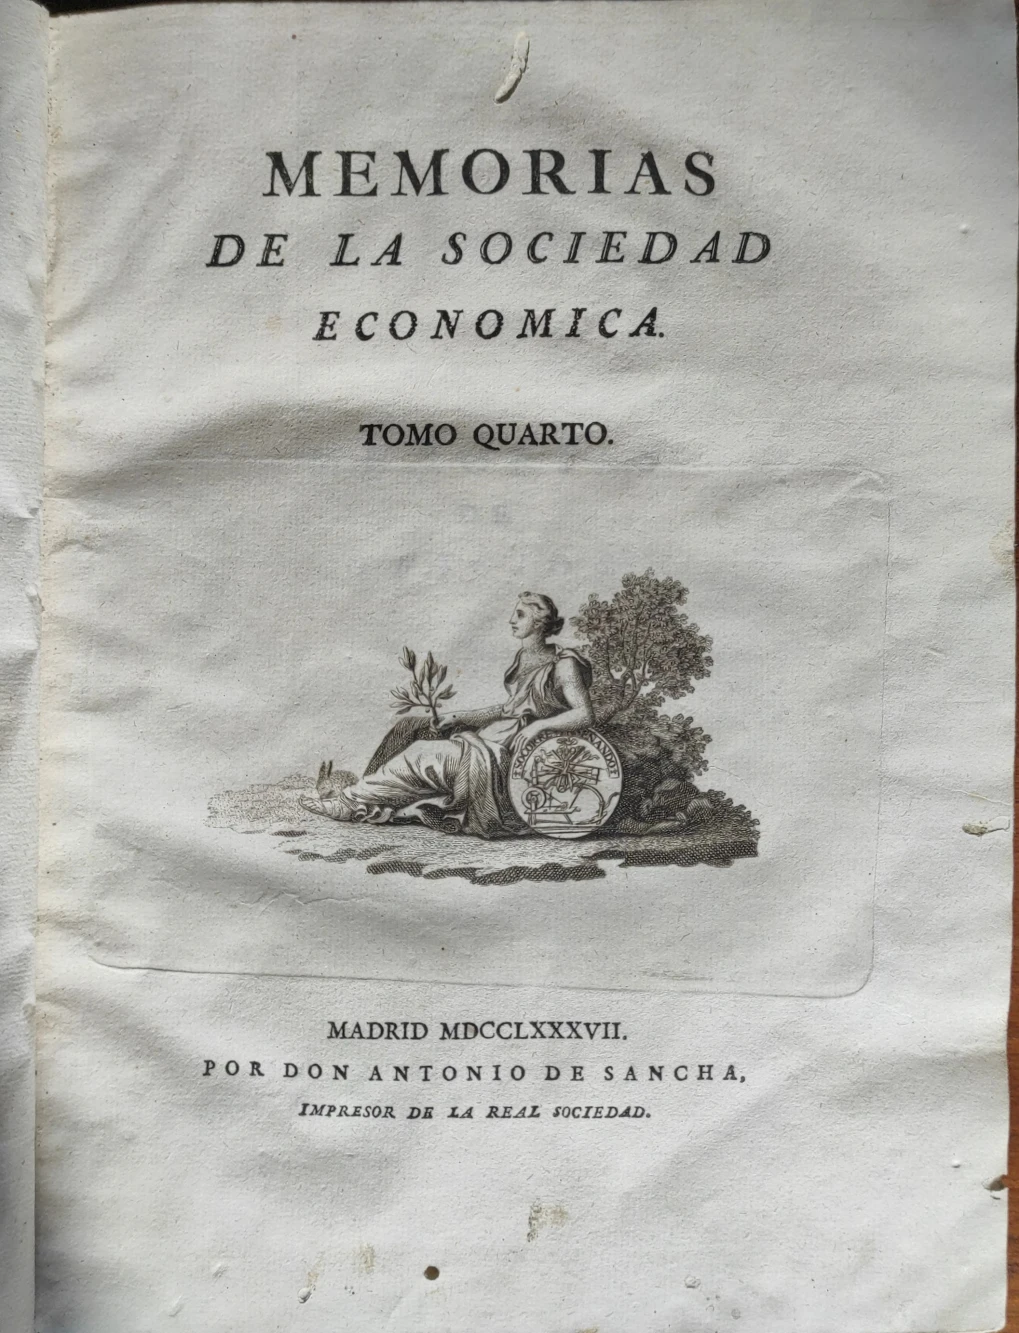 MEMORIAS
DE LA SOCIEDAD
ECONOMICA.
TOMO QUARTO.
SOCORRE
MADRID MDCCLXXXVII.
POR DON ANTONIO DE SANCHA,
IMPRESOR DE LA REAL SOCIEDAD.